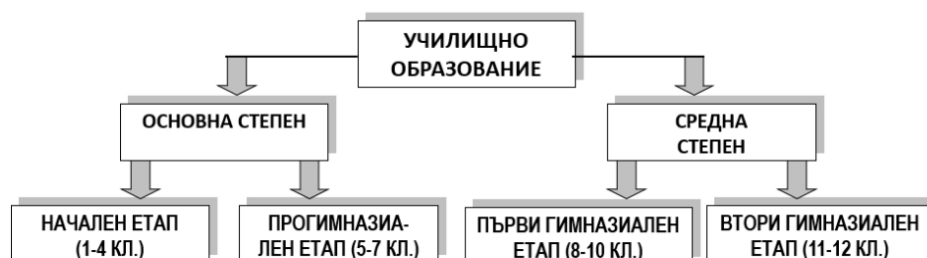 УЧИЛИЩНО
ОБРАЗОВАНИЕ
ОСНОВНА СТЕПЕН
СРЕДНА
СТЕПЕН
НАЧАЛЕН ЕТАП
(1-4 КЛ.)
ПРОГИМНАЗИА-
ЛЕН ЕТАП (5-7 КЛ.)
ПЪРВИ ГИМНАЗИАЛЕН
ЕТАП (8-10 КЛ.)
ВТОРИ ГИМНАЗИАЛЕН
ЕТАП (11-12 КЛ.)